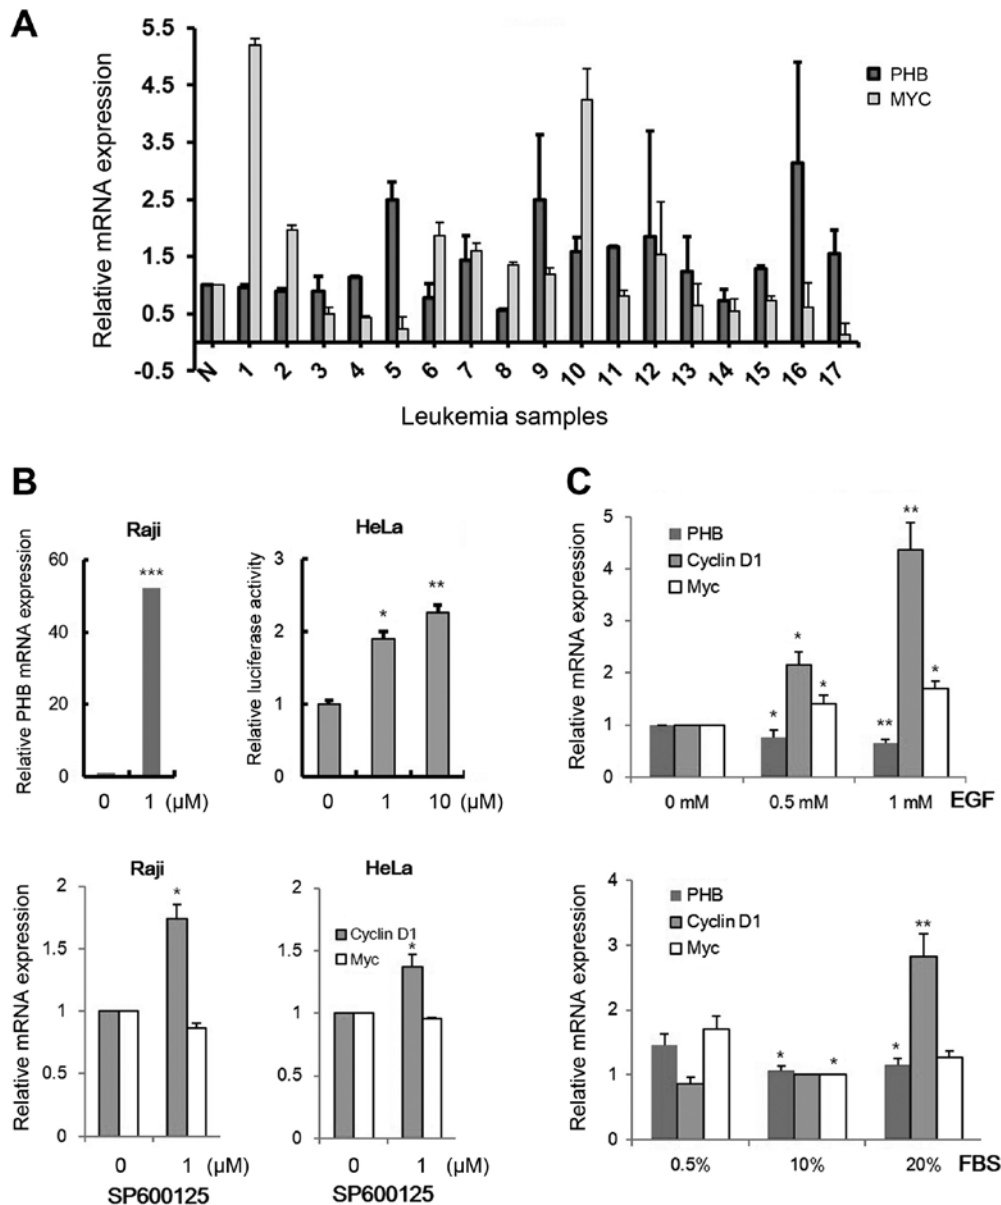 A
Relative mRNA expression
5.5
4.5
3.5
2.5
1.5
0.5
-0.5
PHB
MYC
N 1 2 3 4 5 6 7 8 9 10 11 12 13 14 15 16 17
Leukemia samples
B
Raji
Relative PHB mRNA expression
60
40
20
0
***
0 1 (µM)
HeLa
Relative luciferase activity
3
2
1
0
*
**
0 1 10 (µM)
Raji
Relative mRNA expression
2
1.5
1
0.5
0
*
0 1 (µM)
SP600125
HeLa
2
1.5
1
0.5
0
Cyclin D1
Myc
*
0 1 (µM)
SP600125
C
Relative mRNA expression
5
4
3
2
1
0
PHB
Cyclin D1
Myc
* * *
** ** *
0 mM 0.5 mM 1 mM EGF
Relative mRNA expression
4
3
2
1
0
PHB
Cyclin D1
Myc
* *
* **
0.5% 10% 20% FBS